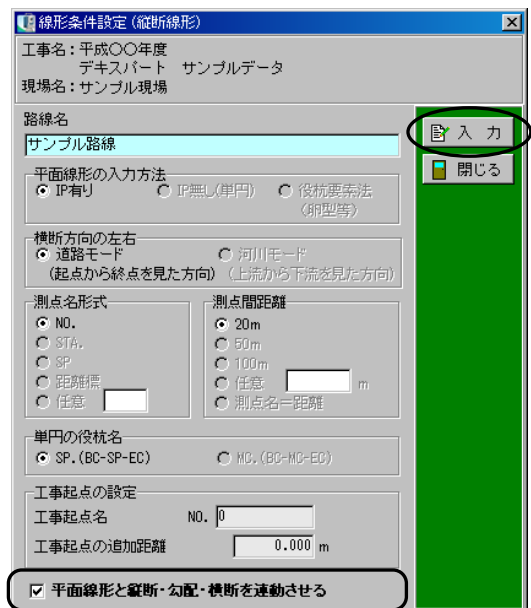 線形条件設定 (縦断線形)
工事名:平成〇〇年度
デキスパート サンプルデータ
現場名:サンプル現場
路線名
サンプル路線
入 力
閉じる
平面線形の入力方法
IP有り IP無し(単円) 役杭要素法
(卵型等)
横断方向の左右
道路モード 河川モード
(起点から終点を見た方向) (上流から下流を見た方向)
測点名形式
NO.
STA.
SP
距離標
任意
測点間距離
20m
50m
100m
任意 m
測点名=距離
単円の役杭名
SP.(BC-SP-EC) MC.(BC-MC-EC)
工事起点の設定
工事起点名 NO. 0
工事起点の追加距離 0.000 m
平面線形と縦断・勾配・横断を連動させる